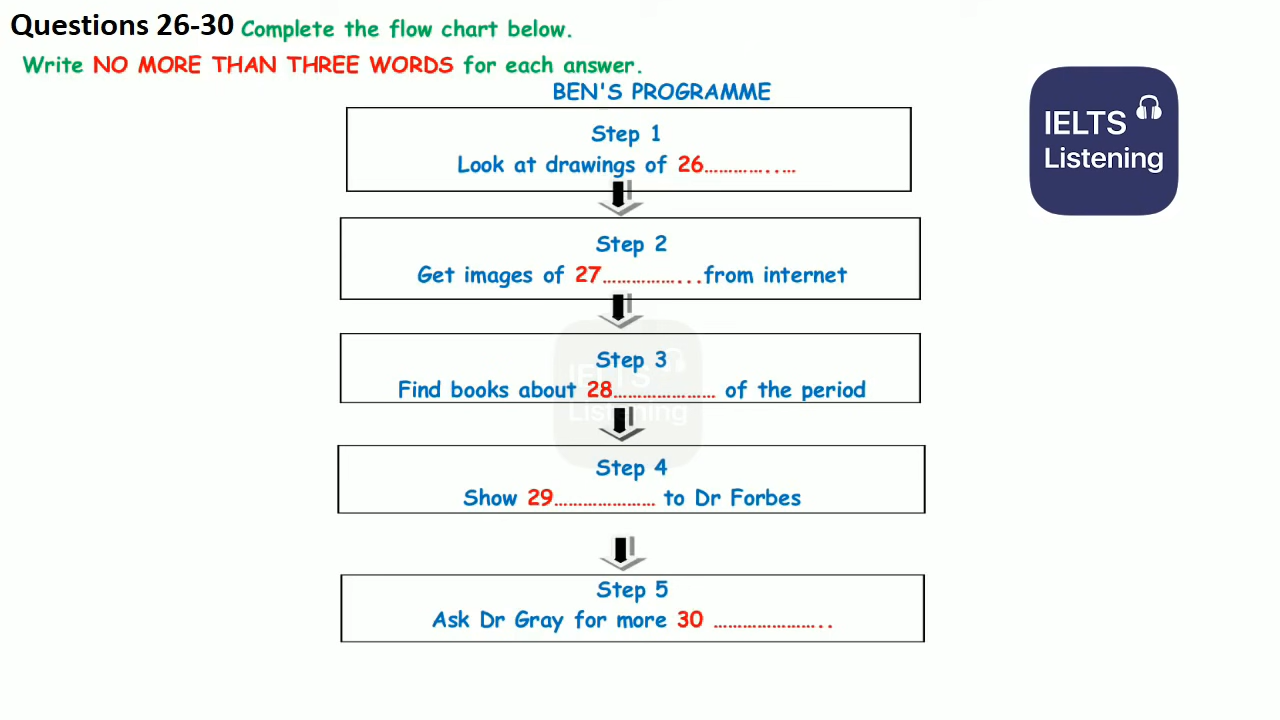 Questions 26-30 Complete the flow chart below.
Write NO MORE THAN THREE WORDS for each answer.
BEN'S PROGRAMME
IELTS
Listening
Step 1
Look at drawings of 26…………..…
Step 2
Get images of 27……………...from internet
Step 3
Find books about 28………………… of the period
IELTS
Listening
Step 4
Show 29………………… to Dr Forbes
Step 5
Ask Dr Gray for more 30 …………………..